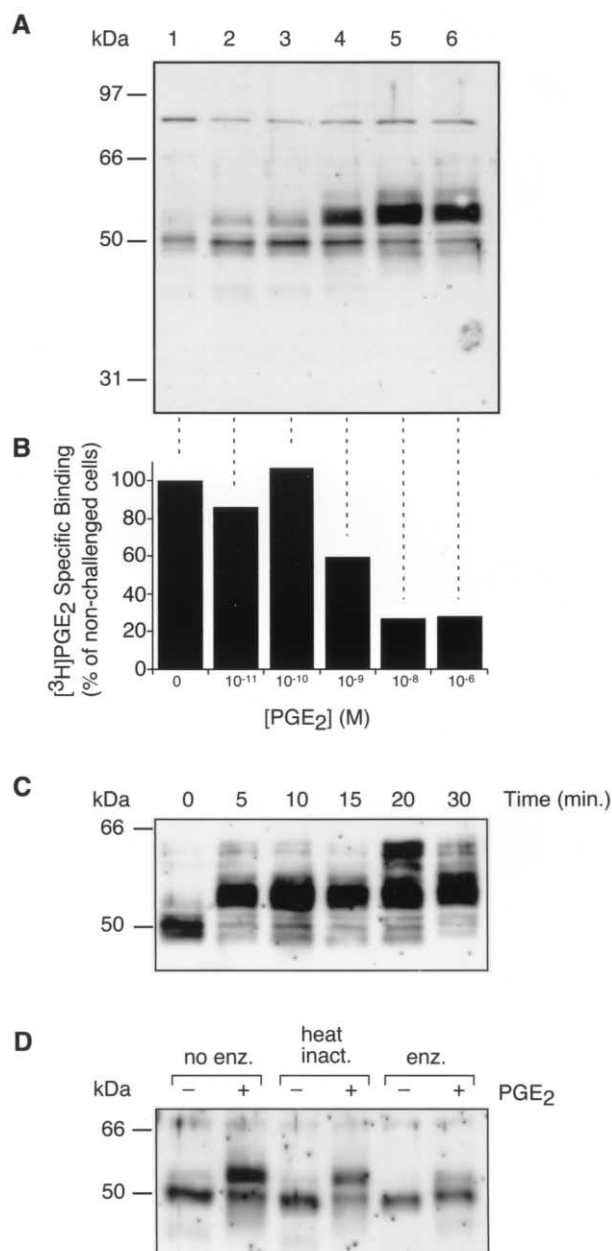 A
kDa 1 2 3 4 5 6
97
66
50
31
B
[³H]PGE₂ Specific Binding
(% of non-challenged cells)
100
80
60
40
20
0
0 10⁻¹¹ 10⁻¹⁰ 10⁻⁹ 10⁻⁸ 10⁻⁶
[PGE₂] (M)
C
kDa 0 5 10 15 20 30 Time (min.)
66
50
D
no enz. heat
inact. enz.
kDa − + − + − + PGE₂
66
50